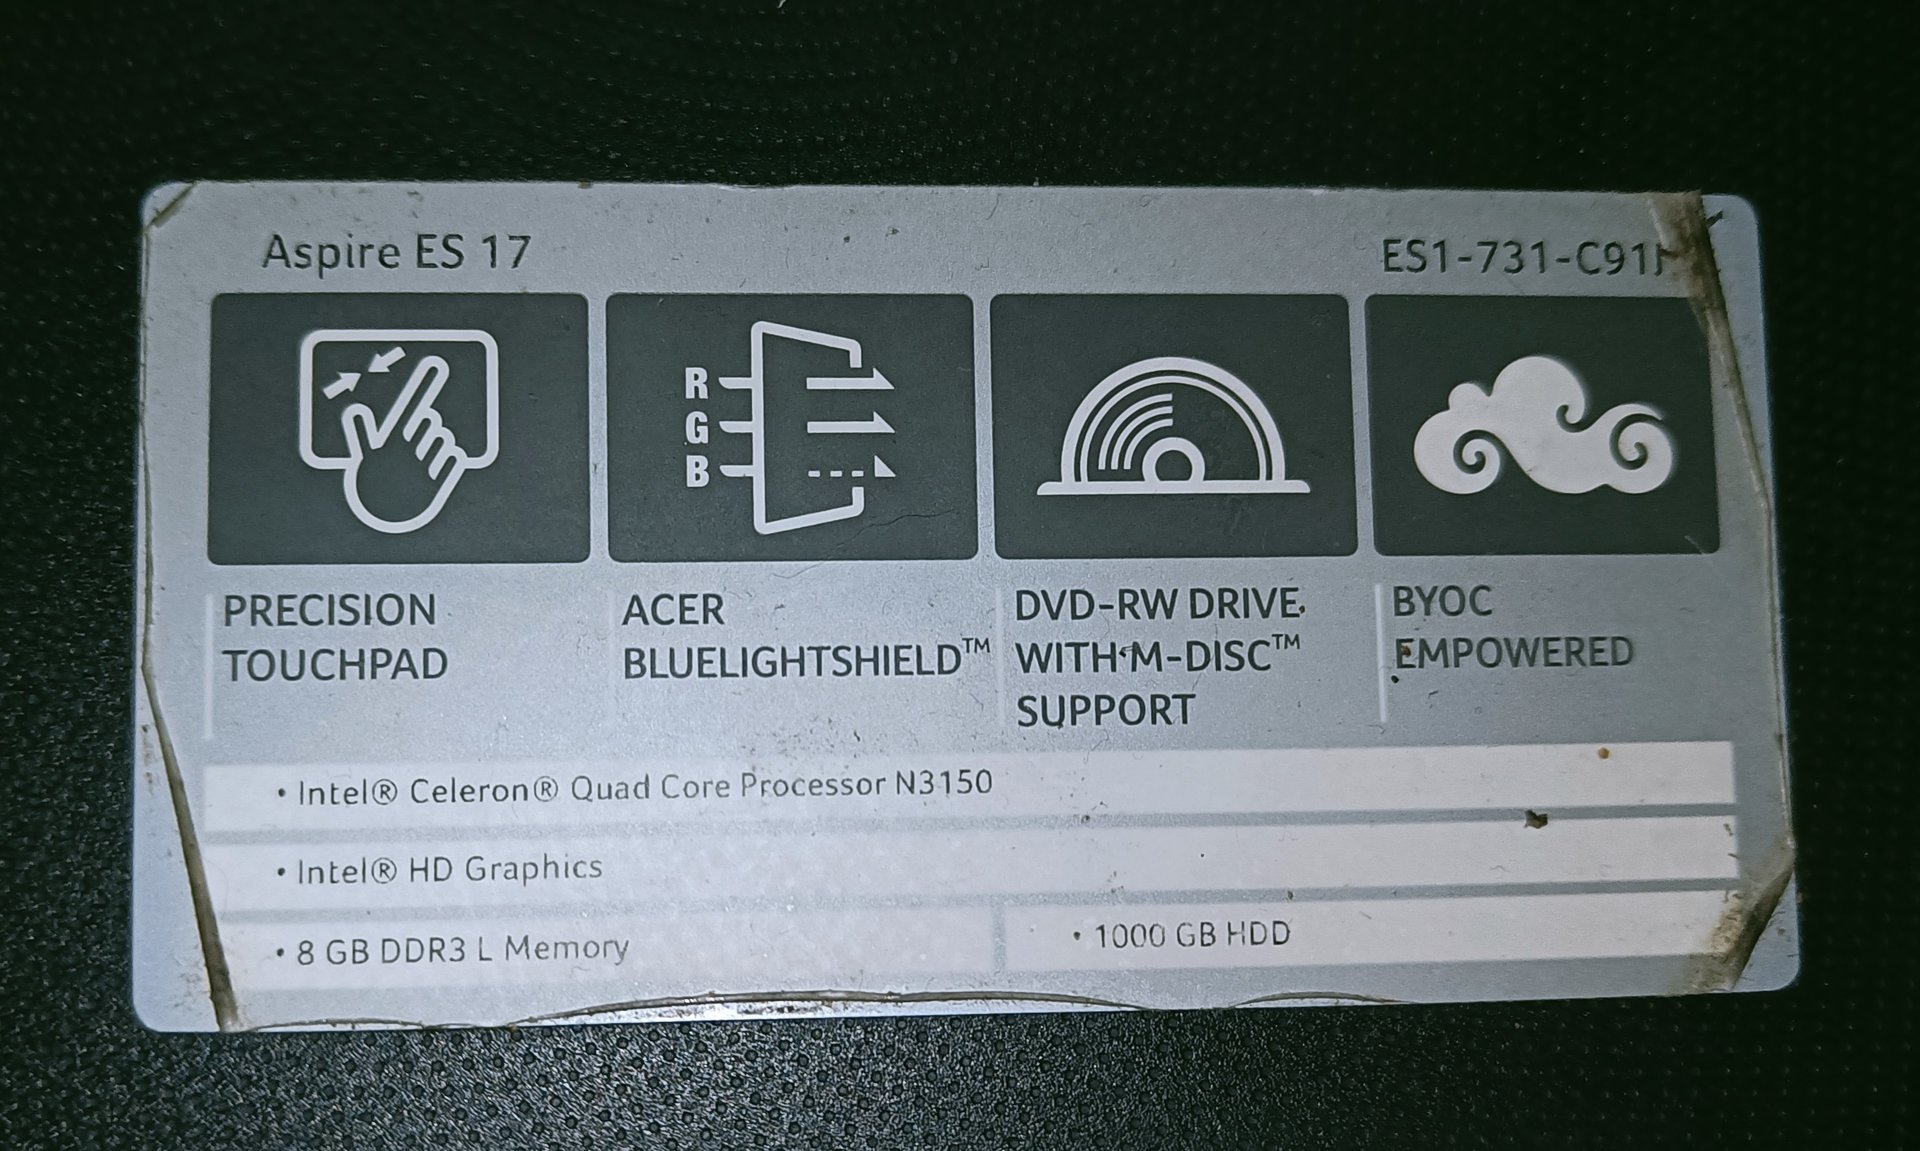 Aspire ES 17
R
G
B
PRECISION
TOUCHPAD
ACER
BLUELIGHTSHIELD™
DVD-RW DRIVE
WITH M-DISC™
SUPPORT
BYOC
EMPOWERED
• Intel® Celeron® Quad Core Processor N3150
• Intel® HD Graphics
• 8 GB DDR3 L Memory
• 1000 GB HDD